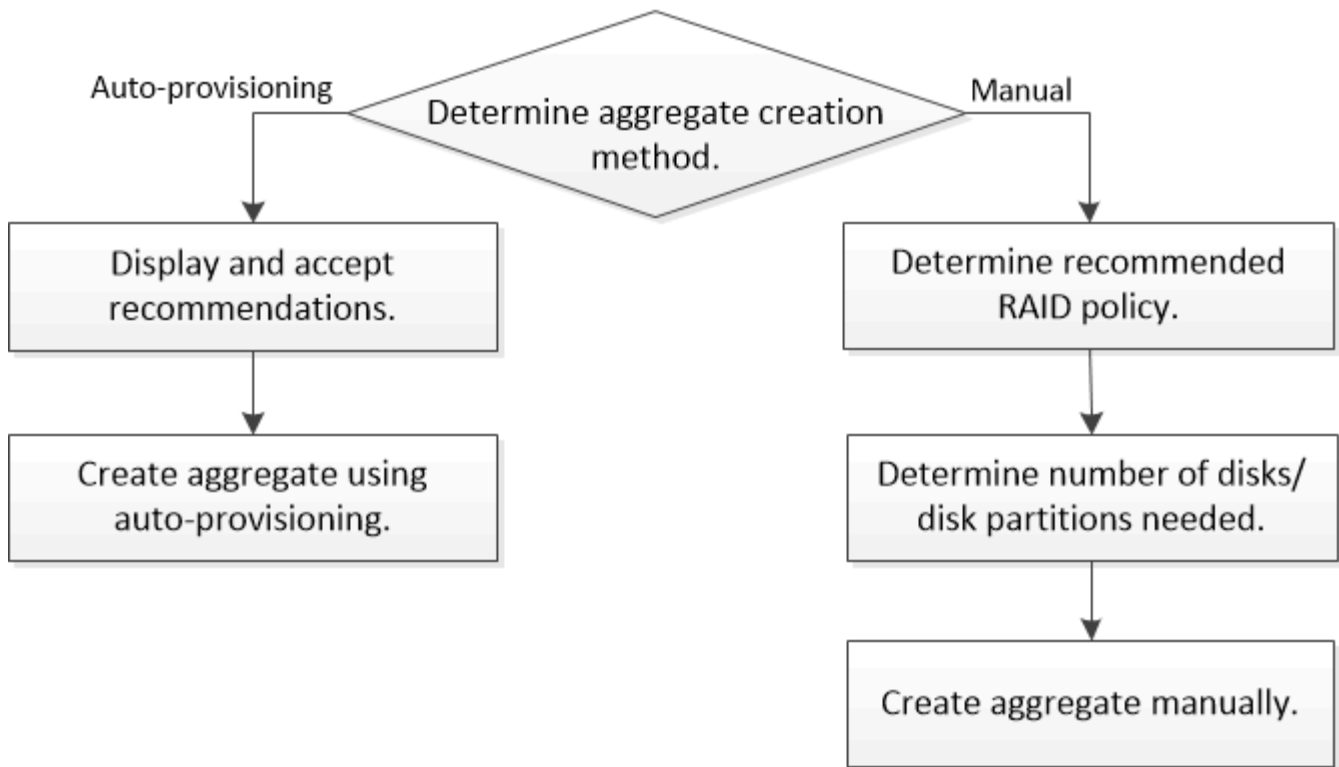 Auto-provisioning
Manual
Determine aggregate creation
method.
Display and accept
recommendations.
Determine recommended
RAID policy.
Create aggregate using
auto-provisioning.
Determine number of disks/
disk partitions needed.
Create aggregate manually.